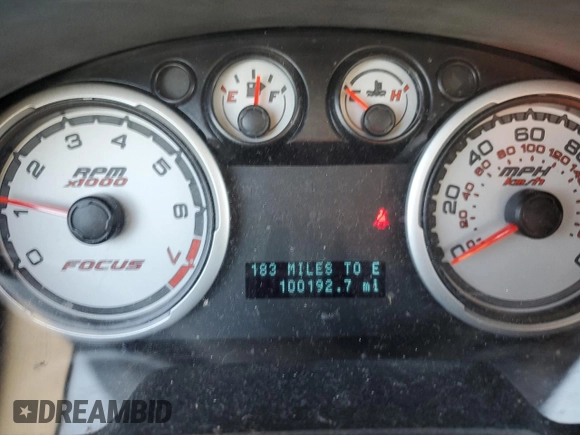 E F
C H
0 1 2 3 4 5 6
RPM
x1000
FOCUS
0 20 40 60 80
0 20 40 60 80 100 120
MPH
km/h
183 MILES TO E
100192.7 mi
DREAMBID